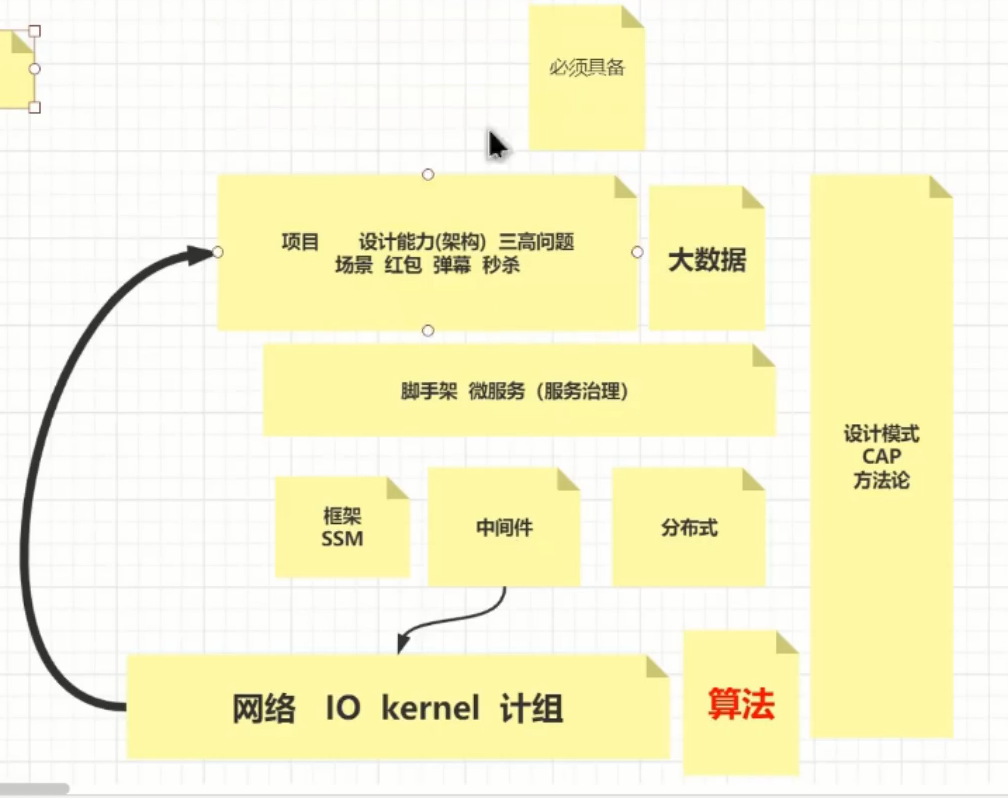 必须具备
项目 设计能力(架构) 三高问题
场景 红包 弹幕 秒杀
大数据
脚手架 微服务（服务治理）
设计模式
CAP
方法论
框架
SSM
中间件
分布式
网络 IO kernel 计组
算法